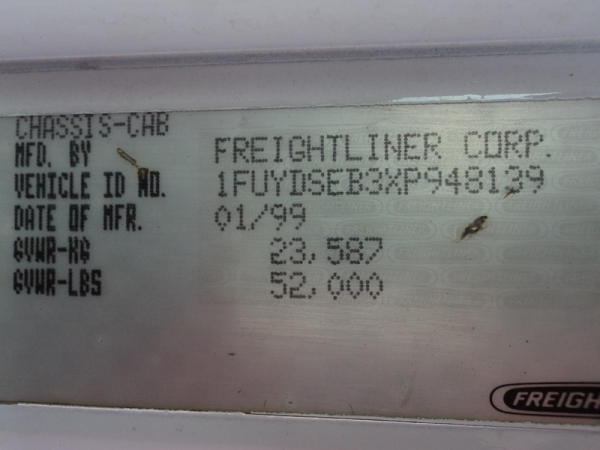 CHASSIS-CAB
MFD. BY FREIGHTLINER CORP.
VEHICLE ID NO. 1FUYDSEB3XP948139
DATE OF MFR. 01/99
GVWR-KG 23,587
GVWR-LBS 52,000
FREIGH